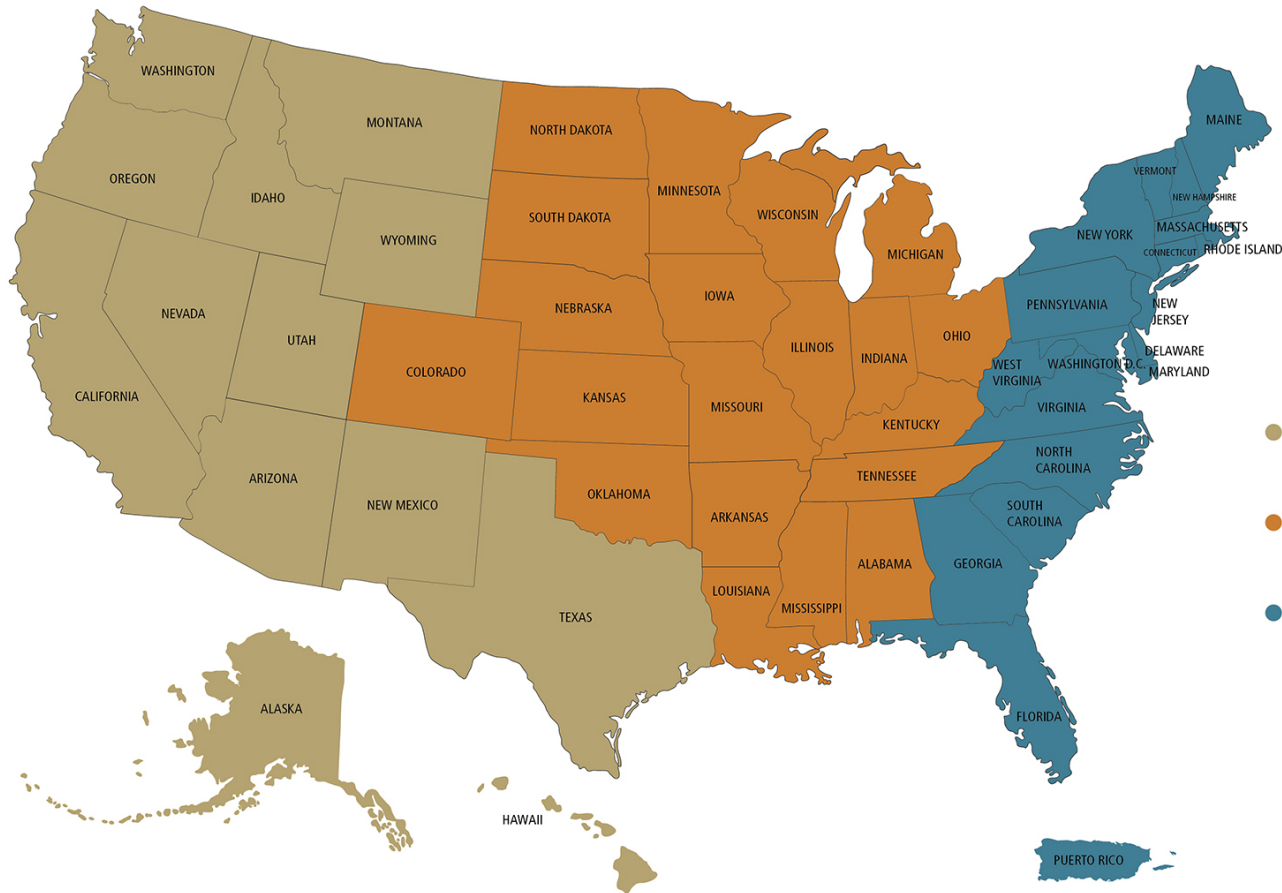 WASHINGTON
MONTANA
OREGON
IDAHO
WYOMING
NEVADA
UTAH
CALIFORNIA
ARIZONA
NEW MEXICO
TEXAS
ALASKA
HAWAII
NORTH DAKOTA
SOUTH DAKOTA
NEBRASKA
COLORADO
KANSAS
OKLAHOMA
MINNESOTA
IOWA
MISSOURI
ARKANSAS
LOUISIANA
WISCONSIN
ILLINOIS
MICHIGAN
INDIANA
OHIO
KENTUCKY
TENNESSEE
MISSISSIPPI
ALABAMA
MAINE
VERMONT
NEW HAMPSHIRE
MASSACHUSETTS
NEW YORK
CONNECTICUT
RHODE ISLAND
PENNSYLVANIA
NEW
JERSEY
DELAWARE
WEST
VIRGINIA
WASHINGTON D.C.
MARYLAND
VIRGINIA
NORTH
CAROLINA
SOUTH
CAROLINA
GEORGIA
FLORIDA
PUERTO RICO